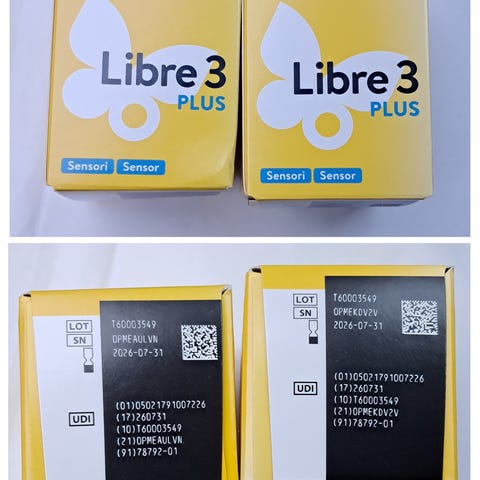 Libre 3
PLUS
Sensori Sensor
Libre 3
PLUS
Sensori Sensor
LOT T60003549
SN OPMEAULVN
2026-07-31
UDI
(01)05021791007226
(17)260731
(10)T60003549
(21)OPMEAULVN
(91)78792-01
LOT T60003549
SN OPMEKDV2V
2026-07-31
UDI
(01)05021791007226
(17)260731
(10)T60003549
(21)OPMEKDV2V
(91)78792-01